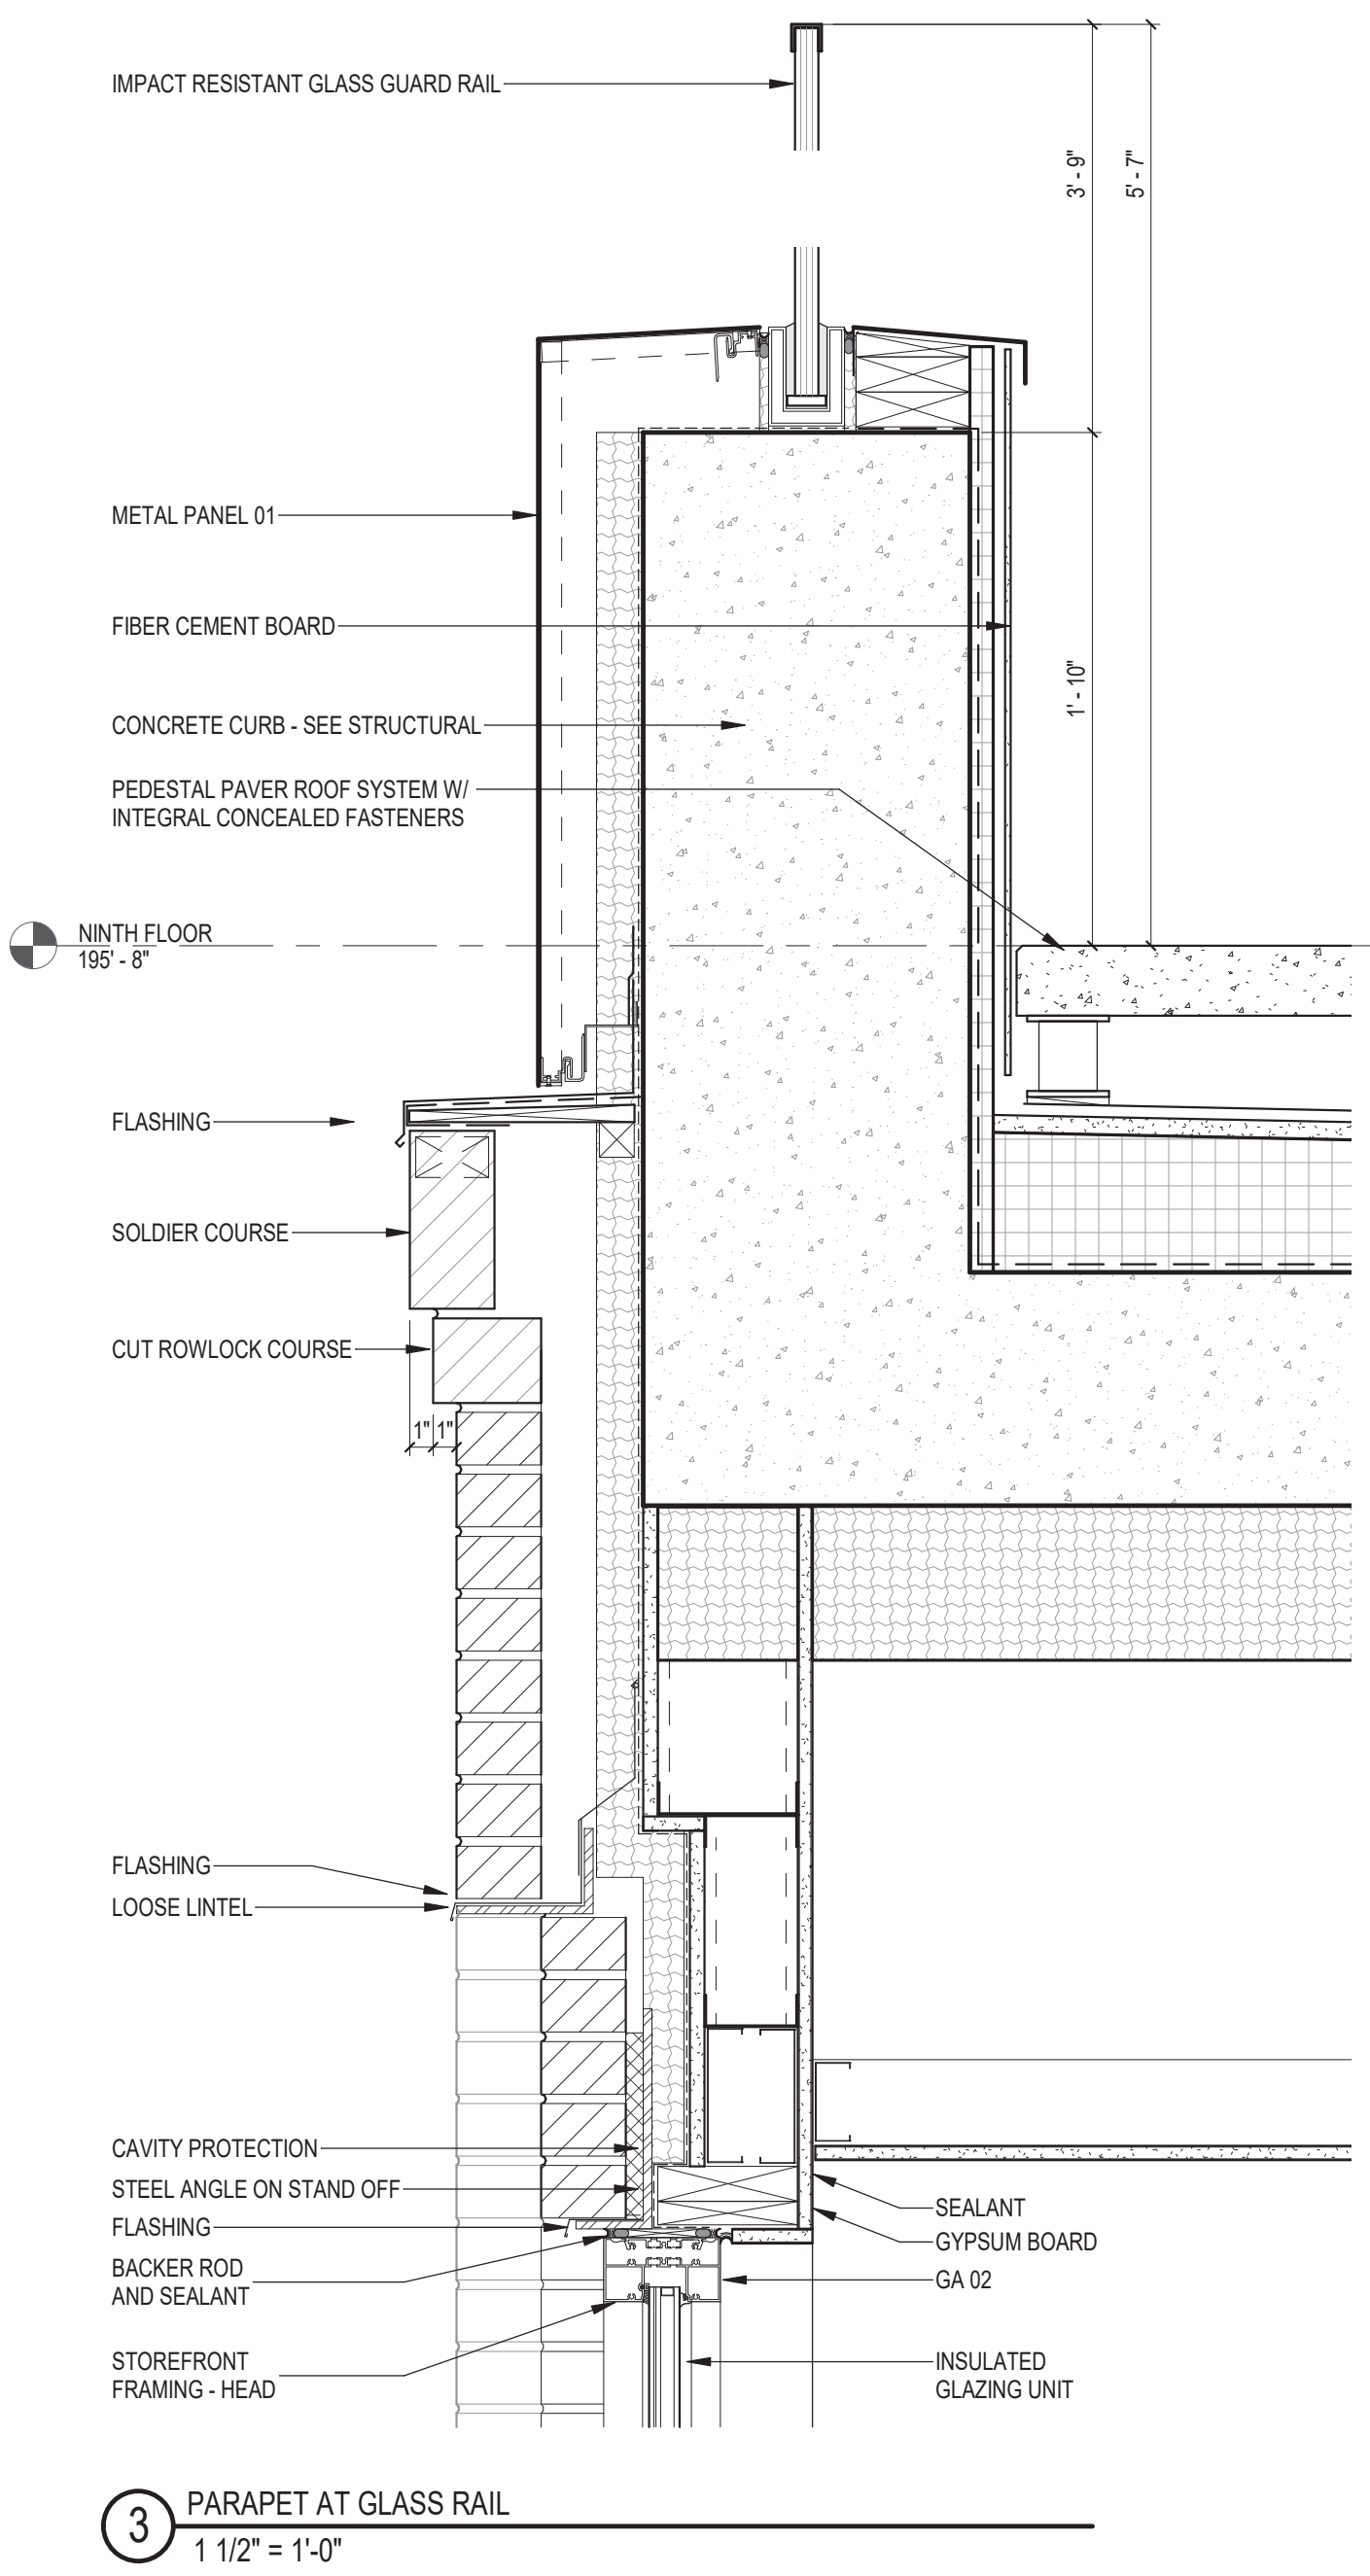 IMPACT RESISTANT GLASS GUARD RAIL
3' - 9"
5' - 7"
METAL PANEL 01
FIBER CEMENT BOARD
1' - 10"
CONCRETE CURB - SEE STRUCTURAL
PEDESTAL PAVER ROOF SYSTEM W/
INTEGRAL CONCEALED FASTENERS
NINTH FLOOR
195' - 8"
FLASHING
SOLDIER COURSE
CUT ROWLOCK COURSE
1" 1"
FLASHING
LOOSE LINTEL
CAVITY PROTECTION
STEEL ANGLE ON STAND OFF
FLASHING
BACKER ROD
AND SEALANT
STOREFRONT
FRAMING - HEAD
SEALANT
GYPSUM BOARD
GA 02
INSULATED
GLAZING UNIT
3
PARAPET AT GLASS RAIL
1 1/2" = 1'-0"